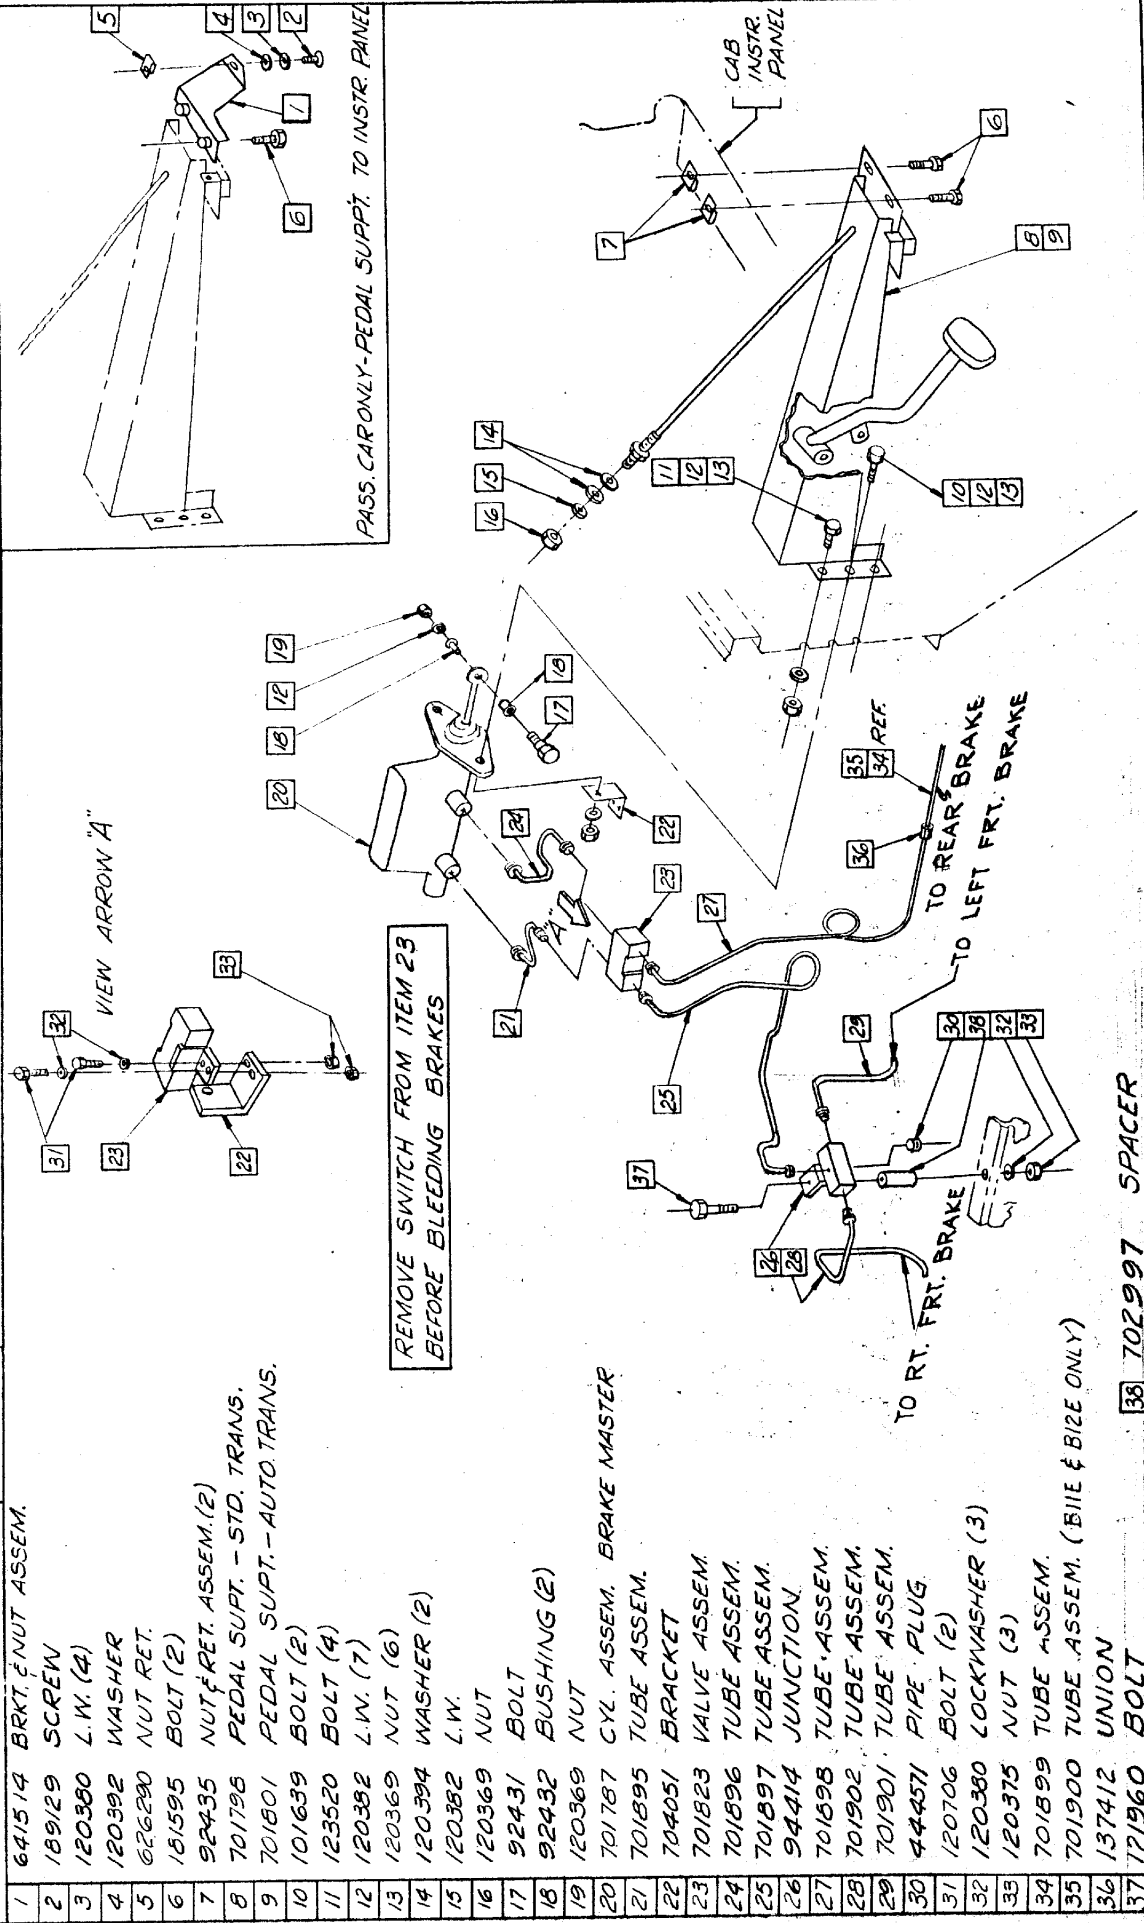 1 641514 BRKT. & NUT ASSEM.
2 189129 SCREW
3 120380 L.W. (4)
4 120392 WASHER
5 626290 NUT RET.
6 181595 BOLT (2)
7 92435 NUT & RET. ASSEM. (2)
8 701798 PEDAL SUPT. - STD. TRANS.
9 701801 PEDAL SUPT. - AUTO. TRANS.
10 101639 BOLT (2)
11 123520 BOLT (4)
12 120382 L.W. (7)
13 120369 NUT (6)
14 120394 WASHER (2)
15 120382 L.W.
16 120369 NUT
17 92431 BOLT
18 92432 BUSHING (2)
19 120369 NUT
20 701787 CYL. ASSEM. BRAKE MASTER
21 701895 TUBE ASSEM.
22 704051 BRACKET
23 701823 VALVE ASSEM.
24 701896 TUBE ASSEM.
25 701897 TUBE ASSEM.
26 94414 JUNCTION
27 701898 TUBE ASSEM.
28 701902 TUBE ASSEM.
29 701901 TUBE ASSEM.
30 444571 PIPE PLUG
31 120706 BOLT (2)
32 120380 LOCKWASHER (3)
33 120375 NUT (3)
34 701899 TUBE ASSEM.
35 701900 TUBE ASSEM. (B11E & B12E ONLY)
36 137412 UNION
37 171960 BOLT
38 702997 SPACER
VIEW ARROW "A"
31
32
23
22
33
REMOVE SWITCH FROM ITEM 23
BEFORE BLEEDING BRAKES
5
4
3
2
1
6
PASS. CAR ONLY-PEDAL SUPP'T. TO INSTR. PANEL
20
18
12
19
18
17
16
15
14
11
12
13
10
12
13
7
CAB
INSTR.
PANEL
6
8
9
21
24
22
"A"
23
27
25
37
26
28
29
30
38
32
33
36
35
34 REF.
TO REAR BRAKE
TO LEFT FRT. BRAKE
TO RT. FRT. BRAKE